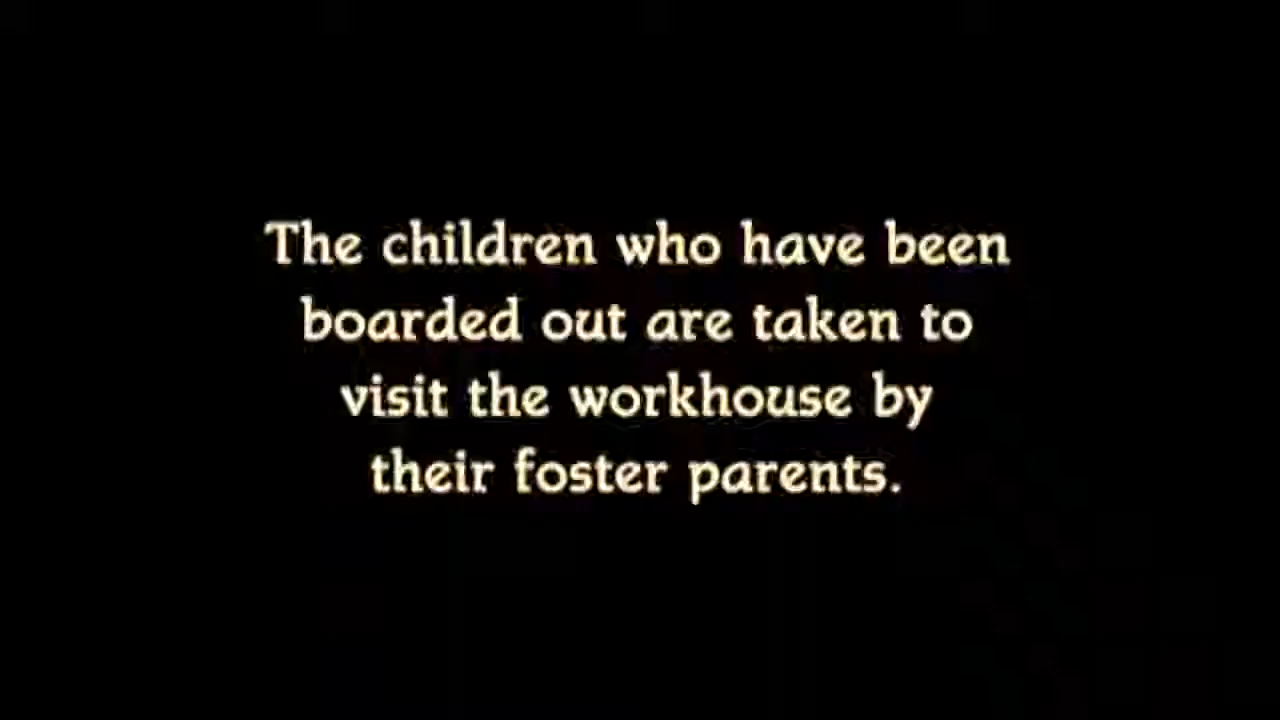 The children who have been
boarded out are taken to
visit the workhouse by
their foster parents.